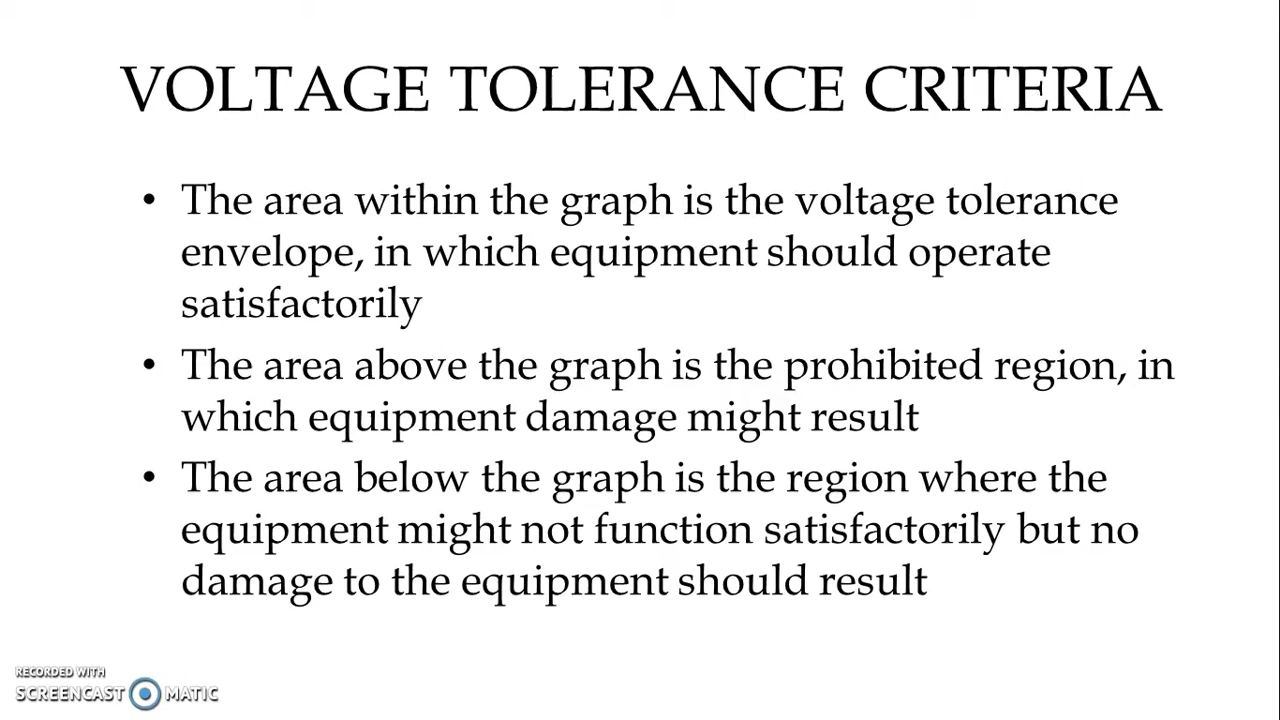 VOLTAGE TOLERANCE CRITERIA
• The area within the graph is the voltage tolerance
envelope, in which equipment should operate
satisfactorily
• The area above the graph is the prohibited region, in
which equipment damage might result
• The area below the graph is the region where the
equipment might not function satisfactorily but no
damage to the equipment should result
RECORDED WITH
SCREENCAST MATIC